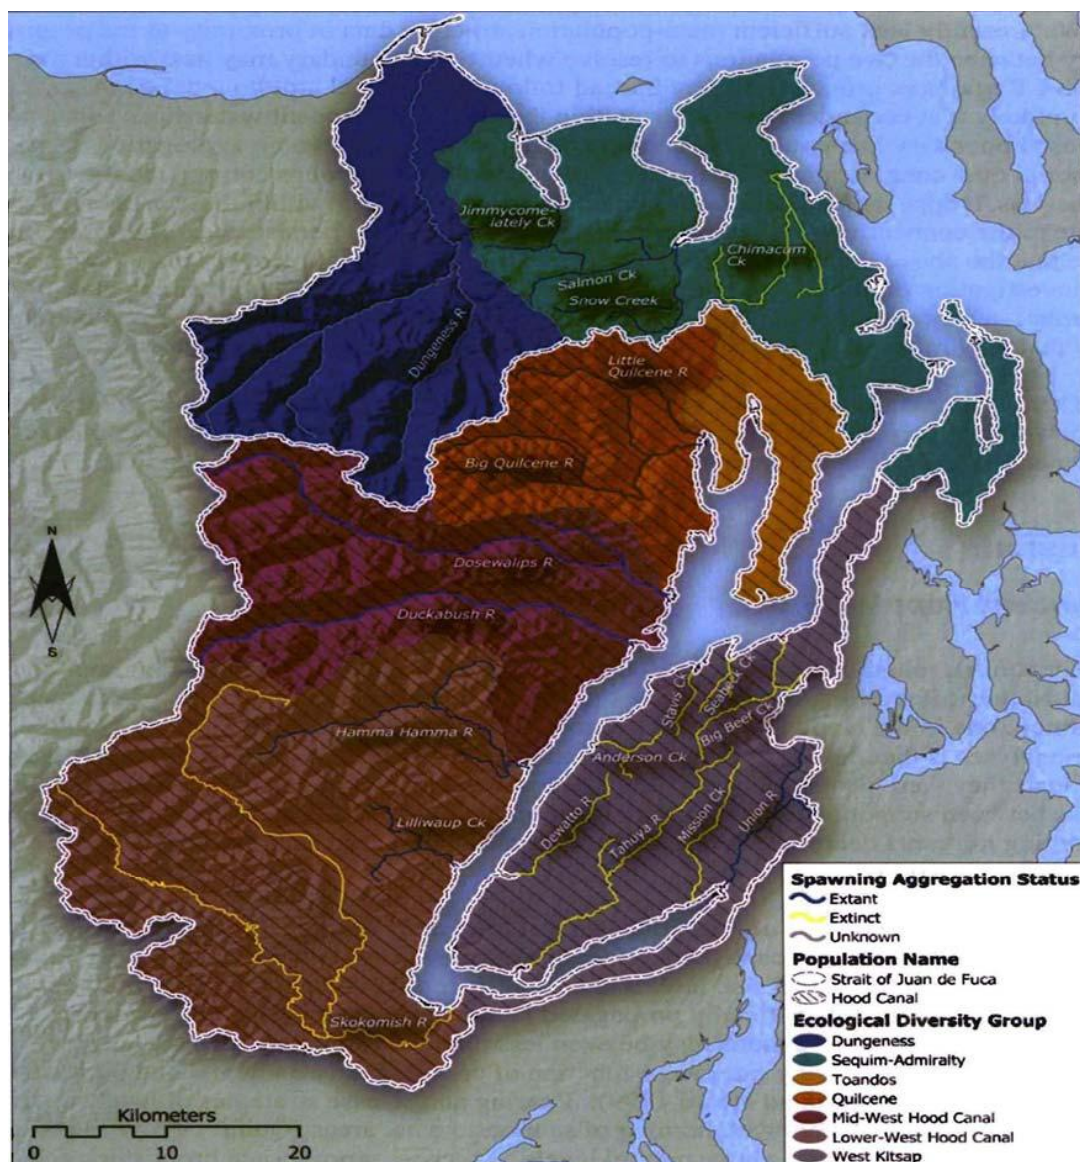 Jimmycome-
lately Ck
Chimacum
Ck
Salmon Ck
Snow Creek
Dungeness R
Little
Quilcene R
Big Quilcene R
Dosewalips R
Duckabush R
Stavis Ck
Seabeck Ck
Big Beef Ck
Hamma Hamma R
Anderson Ck
Dewatto R
Tahuya R
Mission Ck
Union R
Lilliwaup Ck
Skokomish R
N
S
Kilometers
0 10 20
Spawning Aggregation Status
Extant
Extinct
Unknown
Population Name
Strait of Juan de Fuca
Hood Canal
Ecological Diversity Group
Dungeness
Sequim-Admiralty
Toandos
Quilcene
Mid-West Hood Canal
Lower-West Hood Canal
West Kitsap